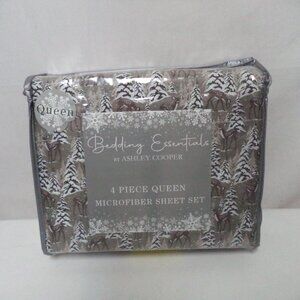 Queen
Bedding Essentials
BY ASHLEY COOPER
4 PIECE QUEEN
MICROFIBER SHEET SET